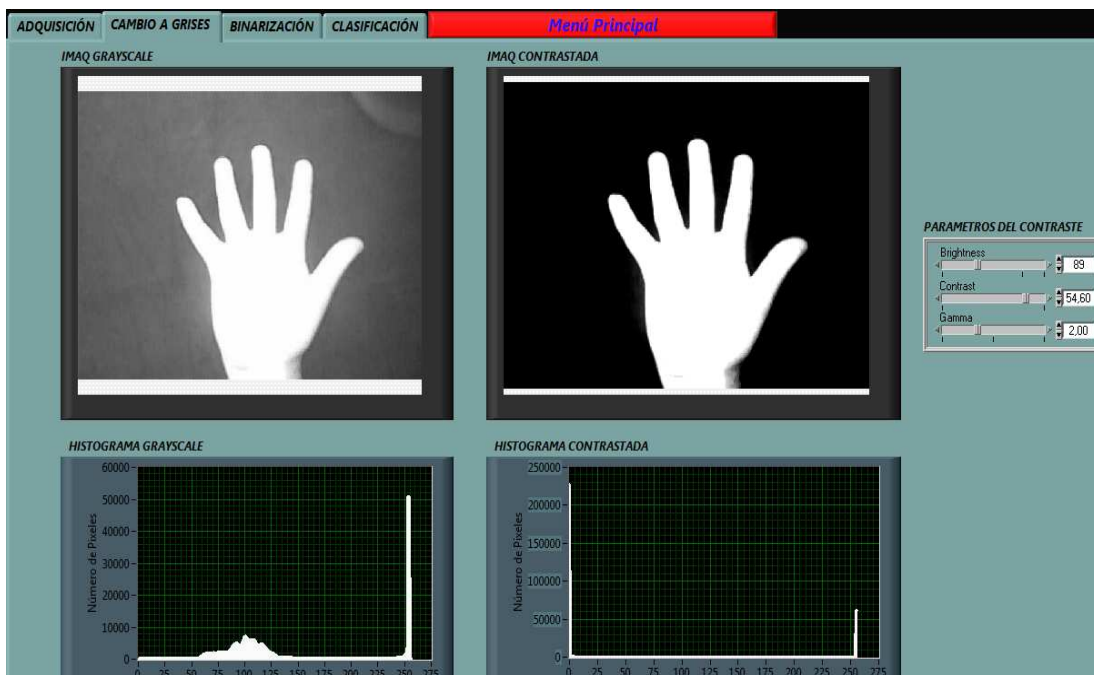 ADQUISICIÓN CAMBIO A GRISES BINARIZACIÓN CLASIFICACIÓN Menú Principal
IMAQ GRAYSCALE IMAQ CONTRASTADA
PARAMETROS DEL CONTRASTE
Brightness
89
Contrast
54,60
Gamma
2,00
HISTOGRAMA GRAYSCALE
60000
50000
40000
30000
20000
10000
0
Número de Pixeles
0 25 50 75 100 125 150 175 200 225 250 275
HISTOGRAMA CONTRASTADA
250000
200000
150000
100000
50000
0
Número de Pixeles
0 25 50 75 100 125 150 175 200 225 250 275